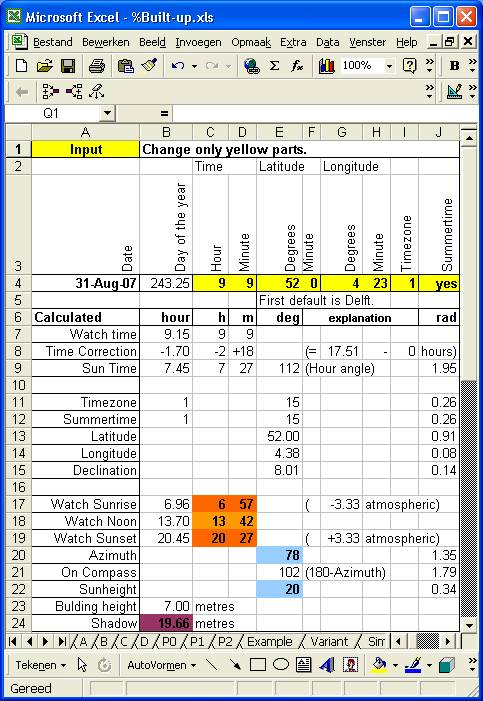 Microsoft Excel - %Built-up.xls
Bestand Bewerken Beeld Invoegen Opmaak Extra Data Venster Help
Σ fx 100% ? » B »
Q1 =
A B C D E F G H I J
1 Input Change only yellow parts.
2 Time Latitude Longitude
3 Date Day of the year Hour Minute Degrees Minute Degrees Minute Timezone Summertime
4 31-Aug-07 243.25 9 9 52 0 4 23 1 yes
5 First default is Delft.
6 Calculated hour h m deg explanation rad
7 Watch time 9.15 9 9
8 Time Correction -1.70 -2 +18 (= 17.51 - 0 hours)
9 Sun Time 7.45 7 27 112 (Hour angle) 1.95
10
11 Timezone 1 15 0.26
12 Summertime 1 15 0.26
13 Latitude 52.00 0.91
14 Longitude 4.38 0.08
15 Declination 8.01 0.14
16
17 Watch Sunrise 6.96 6 57 ( -3.33 atmospheric)
18 Watch Noon 13.70 13 42
19 Watch Sunset 20.45 20 27 ( +3.33 atmospheric)
20 Azimuth 78 1.35
21 On Compass 102 (180-Azimuth) 1.79
22 Sunheight 20 0.34
23 Bulding height 7.00 metres
24 Shadow 19.66 metres
A / B / C / D / P0 / P1 / P2 / Example / Variant / Sim
Tekenen AutoVormen A
Gereed